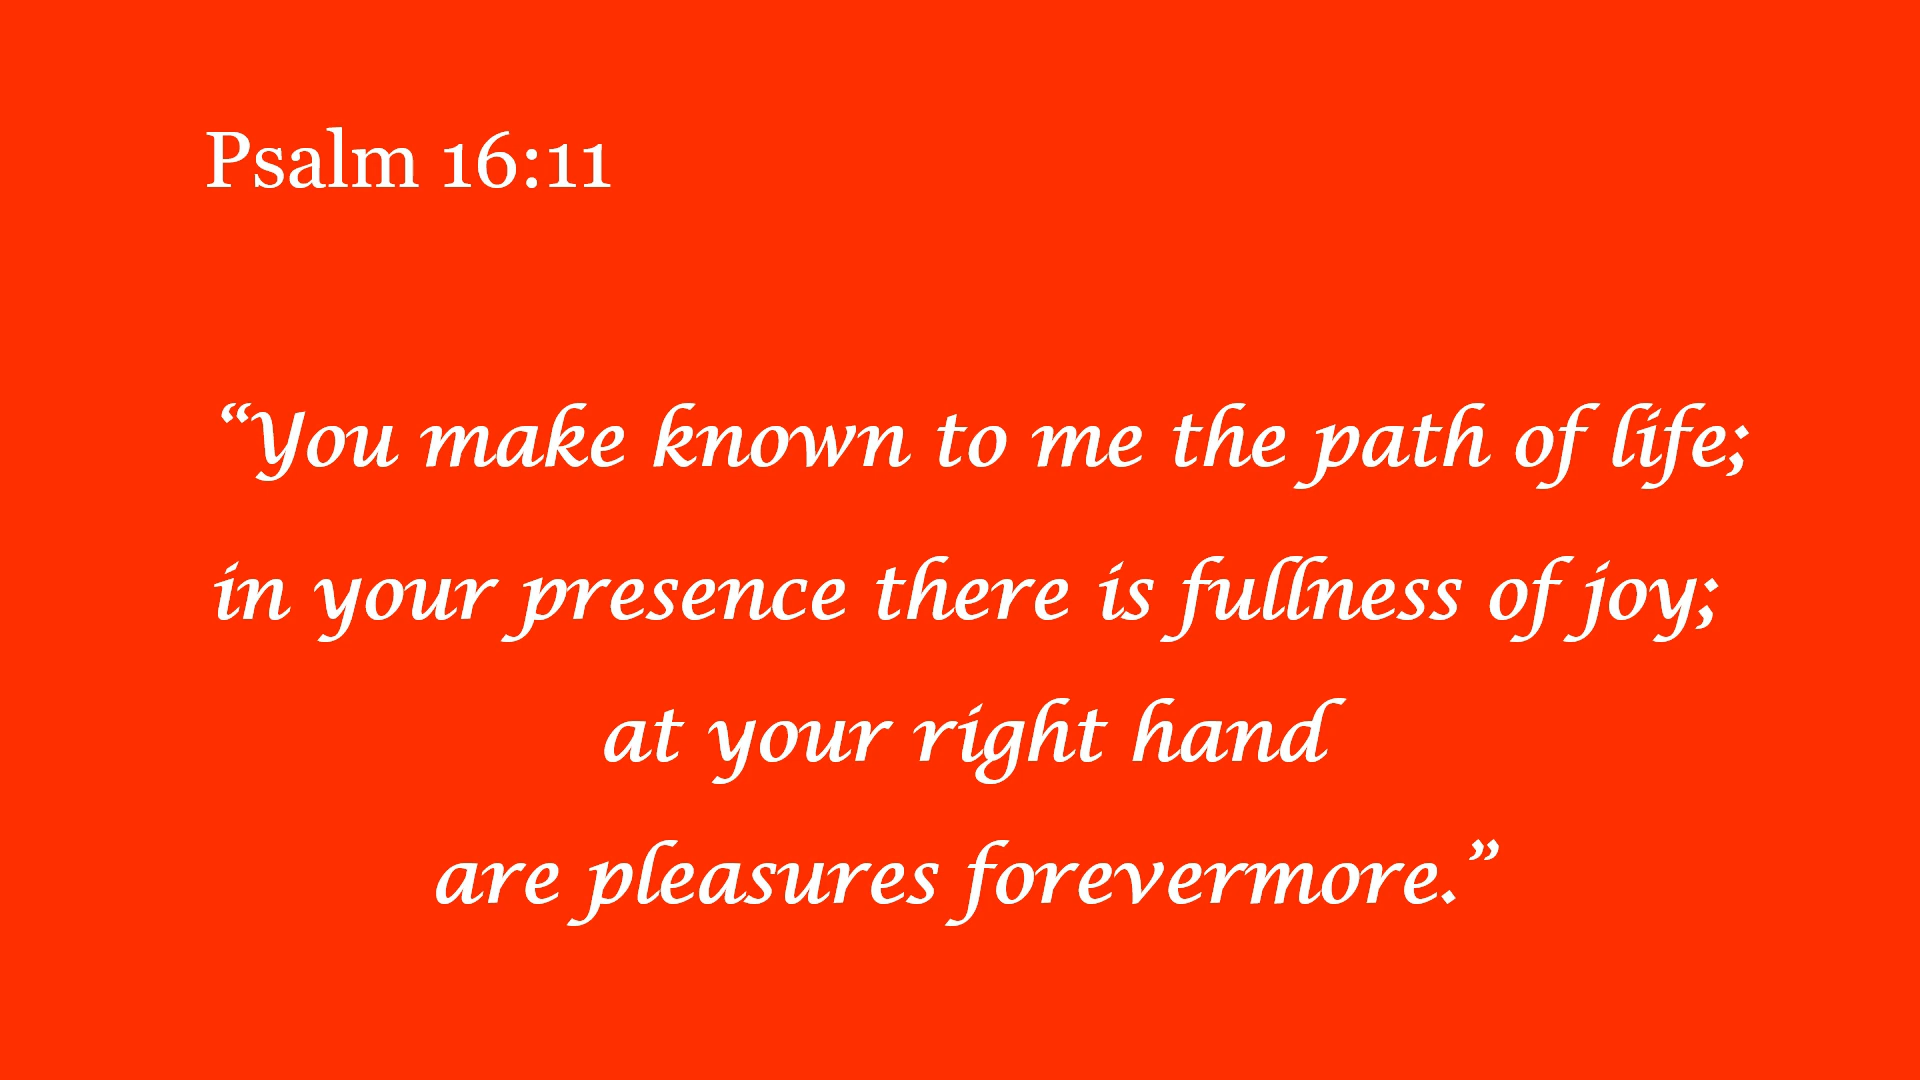 Psalm 16:11
“You make known to me the path of life;
in your presence there is fullness of joy;
at your right hand
are pleasures forevermore.”